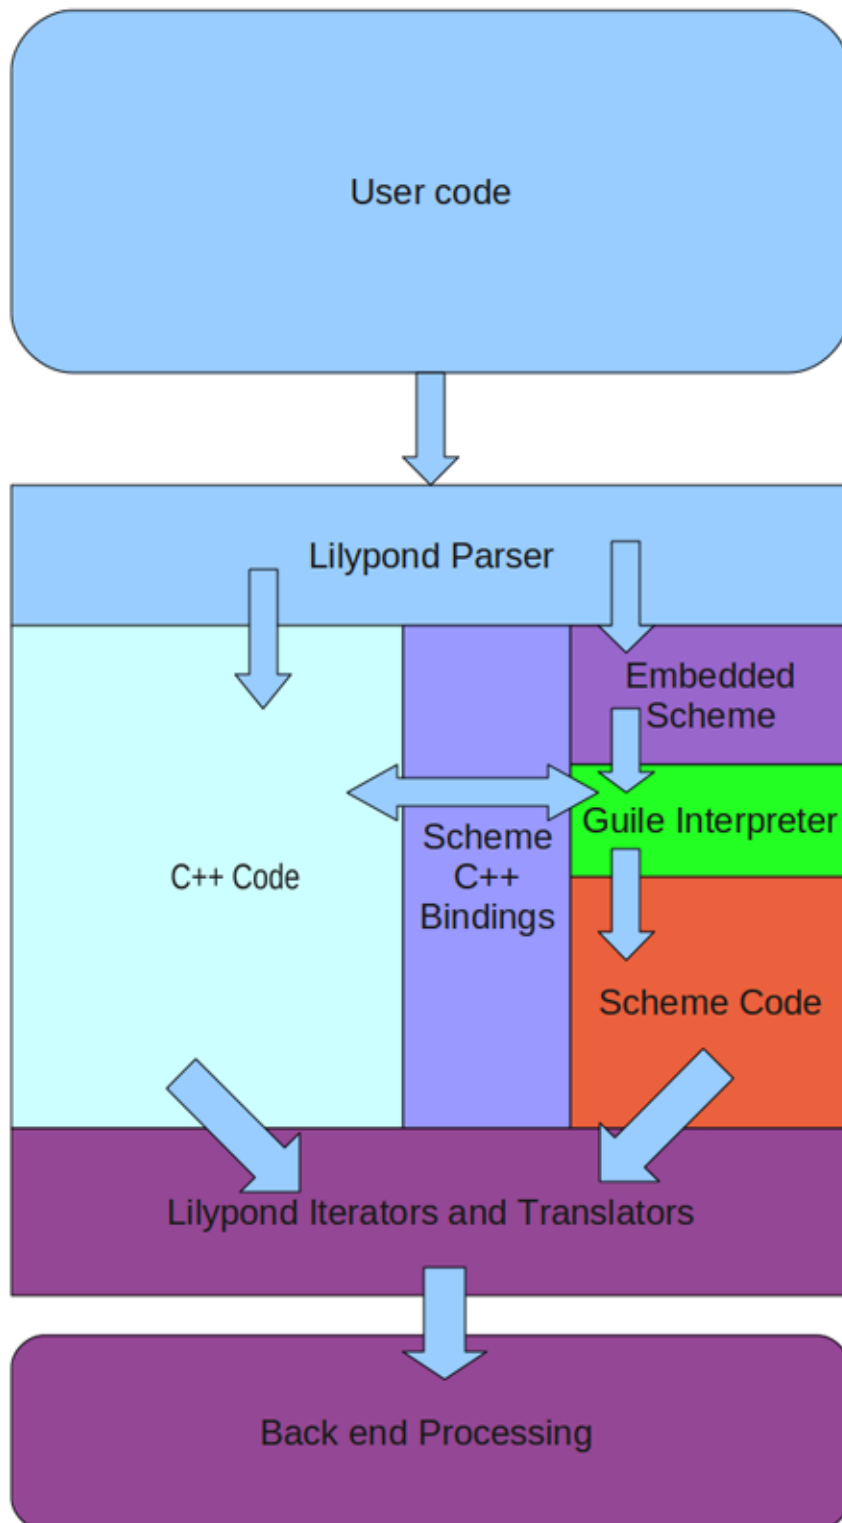 User code
Lilypond Parser
Embedded
Scheme
Guile Interpreter
Scheme
C++
Bindings
C++ Code
Scheme Code
Lilypond Iterators and Translators
Back end Processing